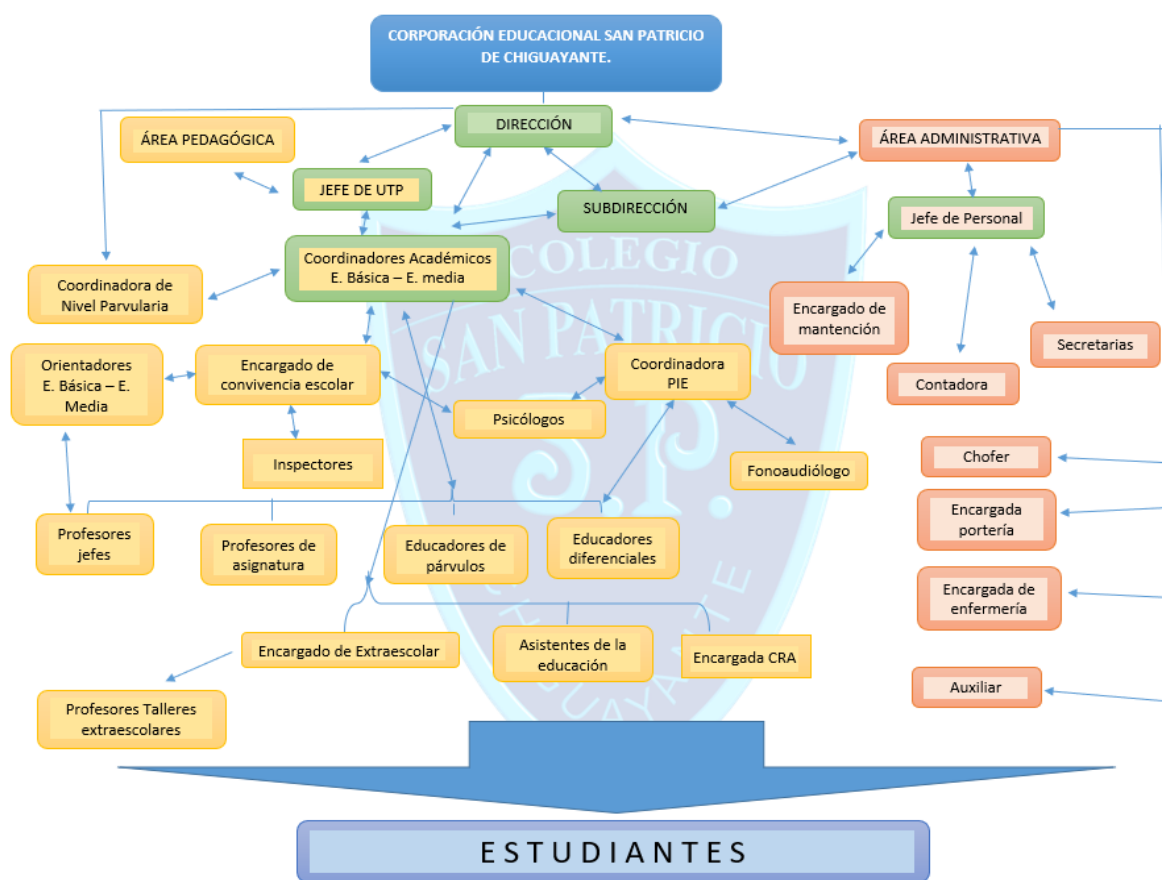 CORPORACIÓN EDUCACIONAL SAN PATRICIO
DE CHIGUAYANTE.
DIRECCIÓN
ÁREA PEDAGÓGICA
ÁREA ADMINISTRATIVA
JEFE DE UTP
SUBDIRECCIÓN
Jefe de Personal
Coordinadores Académicos
E. Básica – E. media
COLEGIO
SAN PATRICIO
S.P.
CHIGUAYANTE
Coordinadora de
Nivel Parvularia
Encargado de
mantención
Secretarias
Orientadores
E. Básica – E.
Media
Encargado de
convivencia escolar
Coordinadora
PIE
Contadora
Psicólogos
Inspectores
Fonoaudiólogo
Chofer
Profesores
jefes
Profesores de
asignatura
Educadores de
párvulos
Educadores
diferenciales
Encargada
portería
Encargada de
enfermería
Encargado de Extraescolar
Asistentes de la
educación
Encargada CRA
Auxiliar
Profesores Talleres
extraescolares
ESTUDIANTES